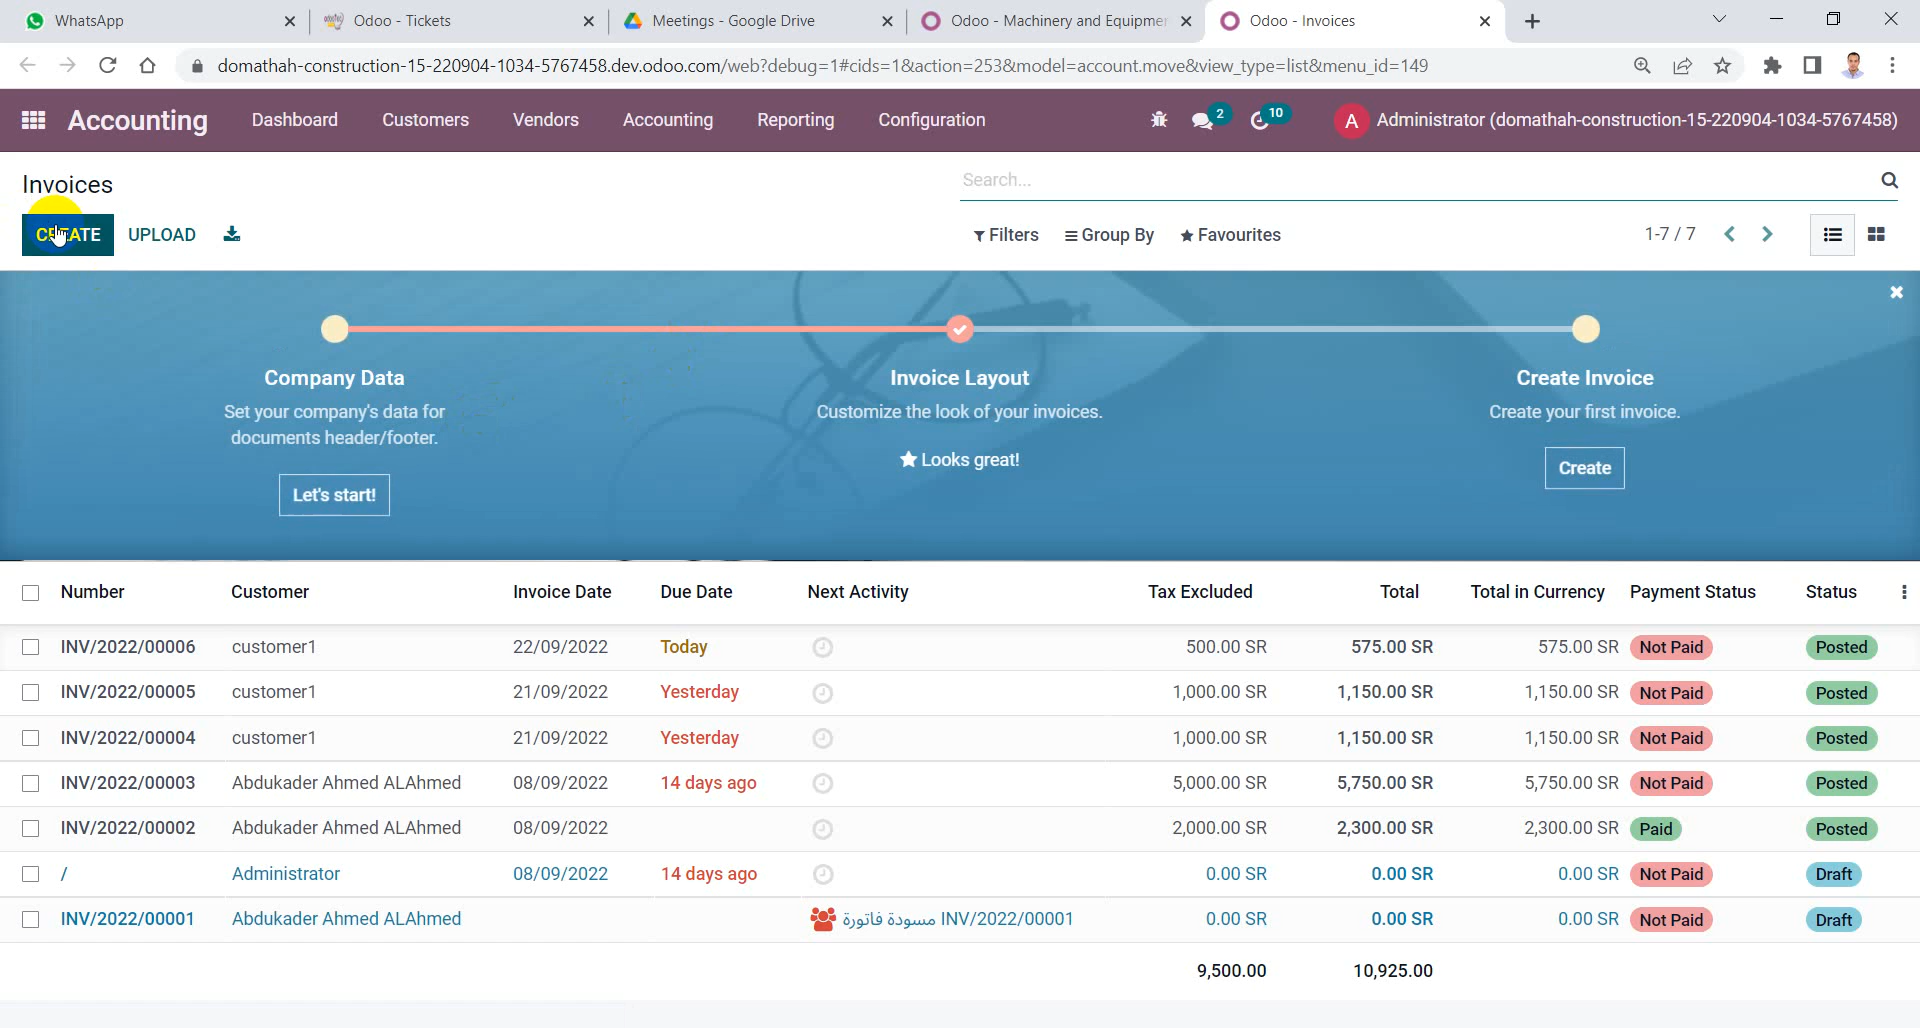 WhatsApp
Odoo - Tickets
Meetings - Google Drive
Odoo - Machinery and Equipmen
Odoo - Invoices
domathah-construction-15-220904-1034-5767458.dev.odoo.com/web?debug=1#cids=1&action=253&model=account.move&view_type=list&menu_id=149
Accounting Dashboard Customers Vendors Accounting Reporting Configuration 2 10 A Administrator (domathah-construction-15-220904-1034-5767458)
Invoices
Search...
CREATE UPLOAD Filters Group By Favourites 1-7 / 7
Company Data
Set your company's data for
documents header/footer.
Let's start!
Invoice Layout
Customize the look of your invoices.
Looks great!
Create Invoice
Create your first invoice.
Create
Number Customer Invoice Date Due Date Next Activity Tax Excluded Total Total in Currency Payment Status Status
INV/2022/00006 customer1 22/09/2022 Today 500.00 SR 575.00 SR 575.00 SR Not Paid Posted
INV/2022/00005 customer1 21/09/2022 Yesterday 1,000.00 SR 1,150.00 SR 1,150.00 SR Not Paid Posted
INV/2022/00004 customer1 21/09/2022 Yesterday 1,000.00 SR 1,150.00 SR 1,150.00 SR Not Paid Posted
INV/2022/00003 Abdukader Ahmed ALAhmed 08/09/2022 14 days ago 5,000.00 SR 5,750.00 SR 5,750.00 SR Not Paid Posted
INV/2022/00002 Abdukader Ahmed ALAhmed 08/09/2022 2,000.00 SR 2,300.00 SR 2,300.00 SR Paid Posted
/ Administrator 08/09/2022 14 days ago 0.00 SR 0.00 SR 0.00 SR Not Paid Draft
INV/2022/00001 Abdukader Ahmed ALAhmed مسودة فاتورة INV/2022/00001 0.00 SR 0.00 SR 0.00 SR Not Paid Draft
9,500.00 10,925.00